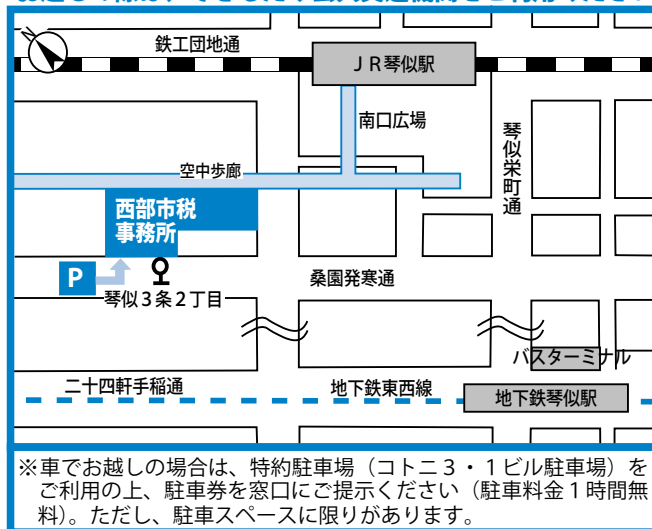 鉄工団地通
ＪＲ琴似駅
南口広場
琴似栄町通
空中歩廊
西部市税
事務所
P
桑園発寒通
琴似３条２丁目
バスターミナル
二十四軒手稲通
地下鉄東西線
地下鉄琴似駅
※車でお越しの場合は、特約駐車場（コトニ３・１ビル駐車場）を
ご利用の上、駐車券を窓口にご提示ください（駐車料金１時間無
料）。ただし、駐車スペースに限りがあります。